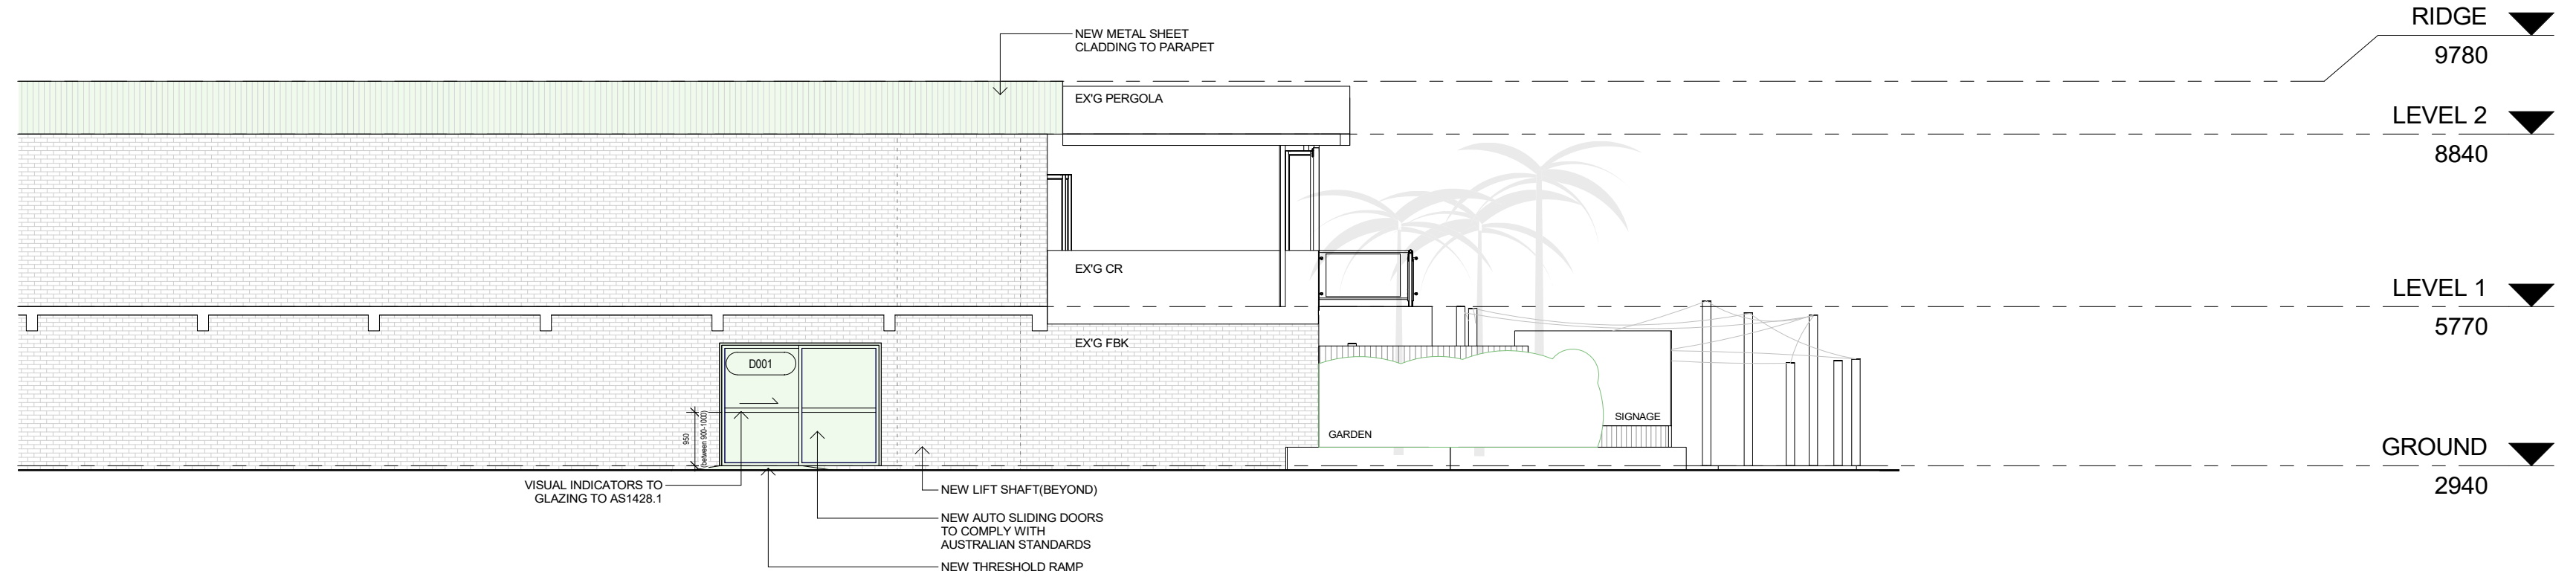 RIDGE
9780
NEW METAL SHEET
CLADDING TO PARAPET
EX'G PERGOLA
LEVEL 2
8840
EX'G CR
LEVEL 1
5770
EX'G FBK
D001
950
(between 900-1000)
SIGNAGE
GARDEN
GROUND
2940
VISUAL INDICATORS TO
GLAZING TO AS1428.1
NEW LIFT SHAFT(BEYOND)
NEW AUTO SLIDING DOORS
TO COMPLY WITH
AUSTRALIAN STANDARDS
NEW THRESHOLD RAMP